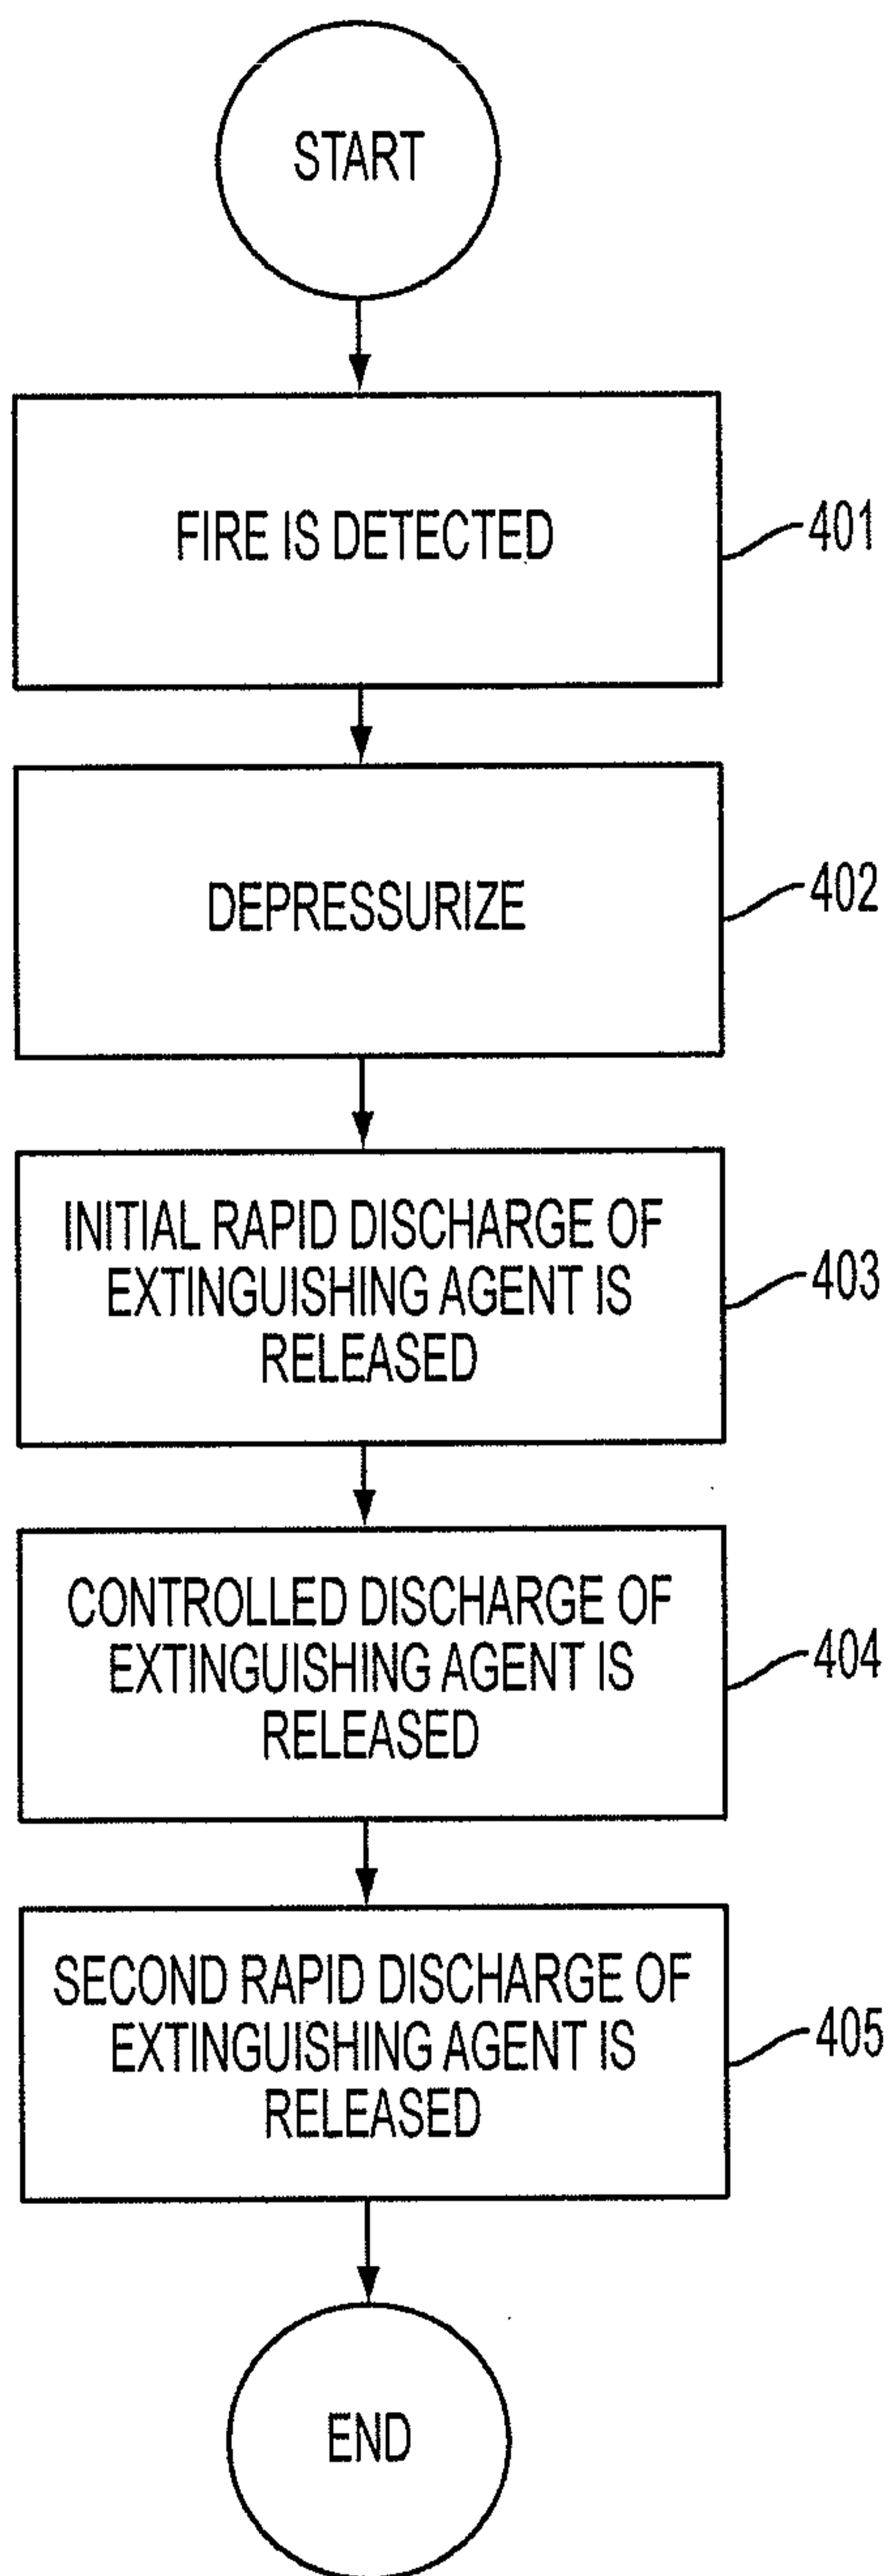 START
FIRE IS DETECTED
401
DEPRESSURIZE
402
INITIAL RAPID DISCHARGE OF
EXTINGUISHING AGENT IS
RELEASED
403
CONTROLLED DISCHARGE OF
EXTINGUISHING AGENT IS
RELEASED
404
SECOND RAPID DISCHARGE OF
EXTINGUISHING AGENT IS
RELEASED
405
END